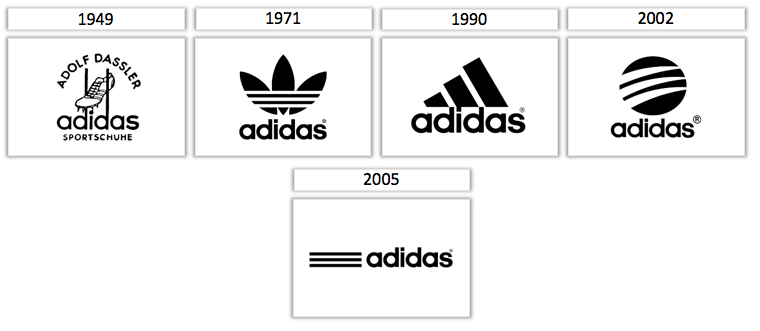 1949
1971
1990
2002
ADOLF DASSLER
adidas
SPORTSCHUHE
adidas®
adidas®
adidas®
2005
adidas®